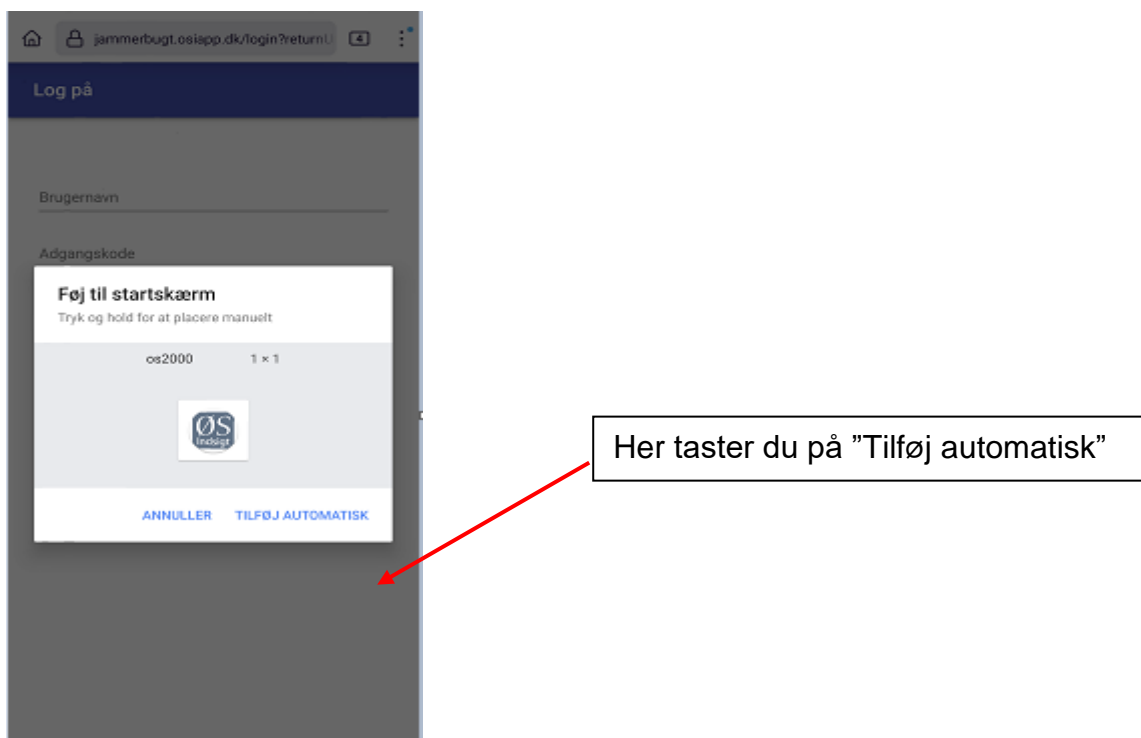 jammerbugt.osiapp.dk/login?returnU 4
Log på
Brugernavn
Adgangskode
Føj til startskærm
Tryk og hold for at placere manuelt
os2000 1 × 1
ØS
Indsigt
ANNULLER TILFØJ AUTOMATISK
Her taster du på ”Tilføj automatisk”